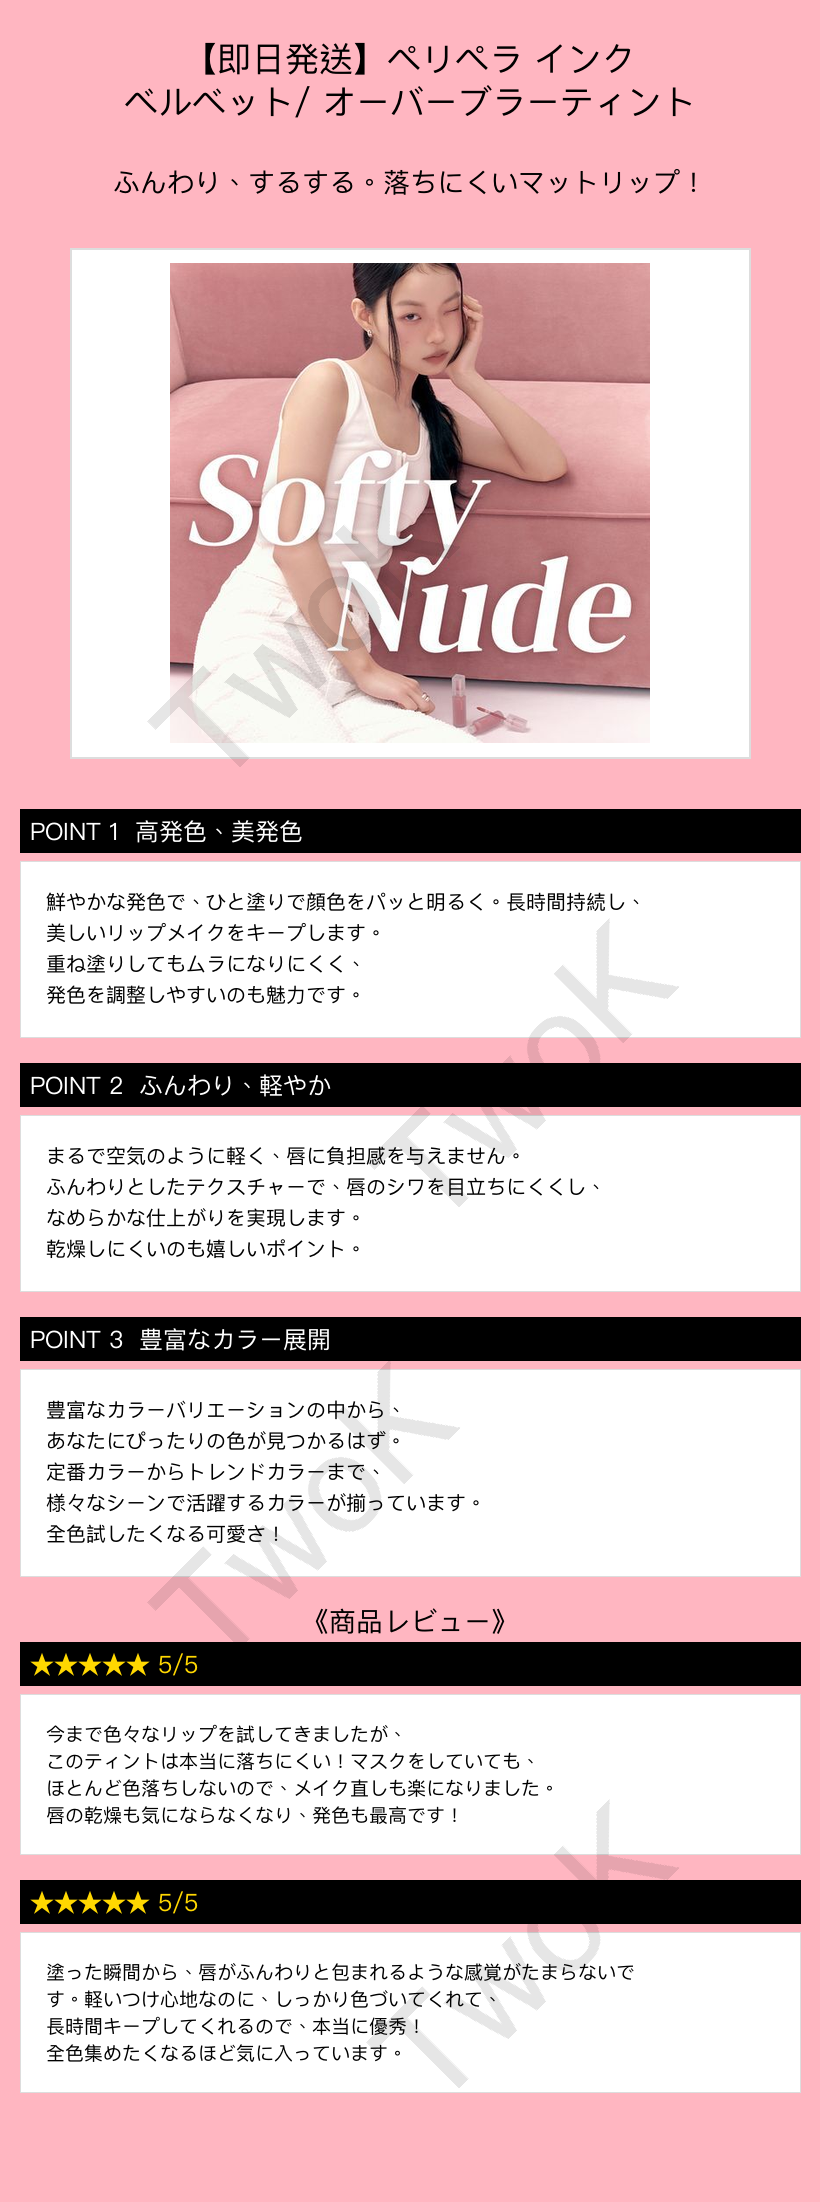 【即日発送】ペリペラ インク
ベルベット/ オーバーブラーティント
ふんわり、するする。落ちにくいマットリップ！
Softy
Nude
TwoK
POINT 1 高発色、美発色
鮮やかな発色で、ひと塗りで顔色をパッと明るく。長時間持続し、
美しいリップメイクをキープします。
重ね塗りしてもムラになりにくく、
発色を調整しやすいのも魅力です。
TwoK
POINT 2 ふんわり、軽やか
まるで空気のように軽く、唇に負担感を与えません。
ふんわりとしたテクスチャーで、唇のシワを目立ちにくくし、
なめらかな仕上がりを実現します。
乾燥しにくいのも嬉しいポイント。
POINT 3 豊富なカラー展開
豊富なカラーバリエーションの中から、
あなたにぴったりの色が見つかるはず。
定番カラーからトレンドカラーまで、
様々なシーンで活躍するカラーが揃っています。
全色試したくなる可愛さ！
TwoK
《商品レビュー》
★★★★★ 5/5
今まで色々なリップを試してきましたが、
このティントは本当に落ちにくい！マスクをしていても、
ほとんど色落ちしないので、メイク直しも楽になりました。
唇の乾燥も気にならなくなり、発色も最高です！
★★★★★ 5/5
塗った瞬間から、唇がふんわりと包まれるような感覚がたまらないで
す。軽いつけ心地なのに、しっかり色づいてくれて、
長時間キープしてくれるので、本当に優秀！
全色集めたくなるほど気に入っています。
TwoK